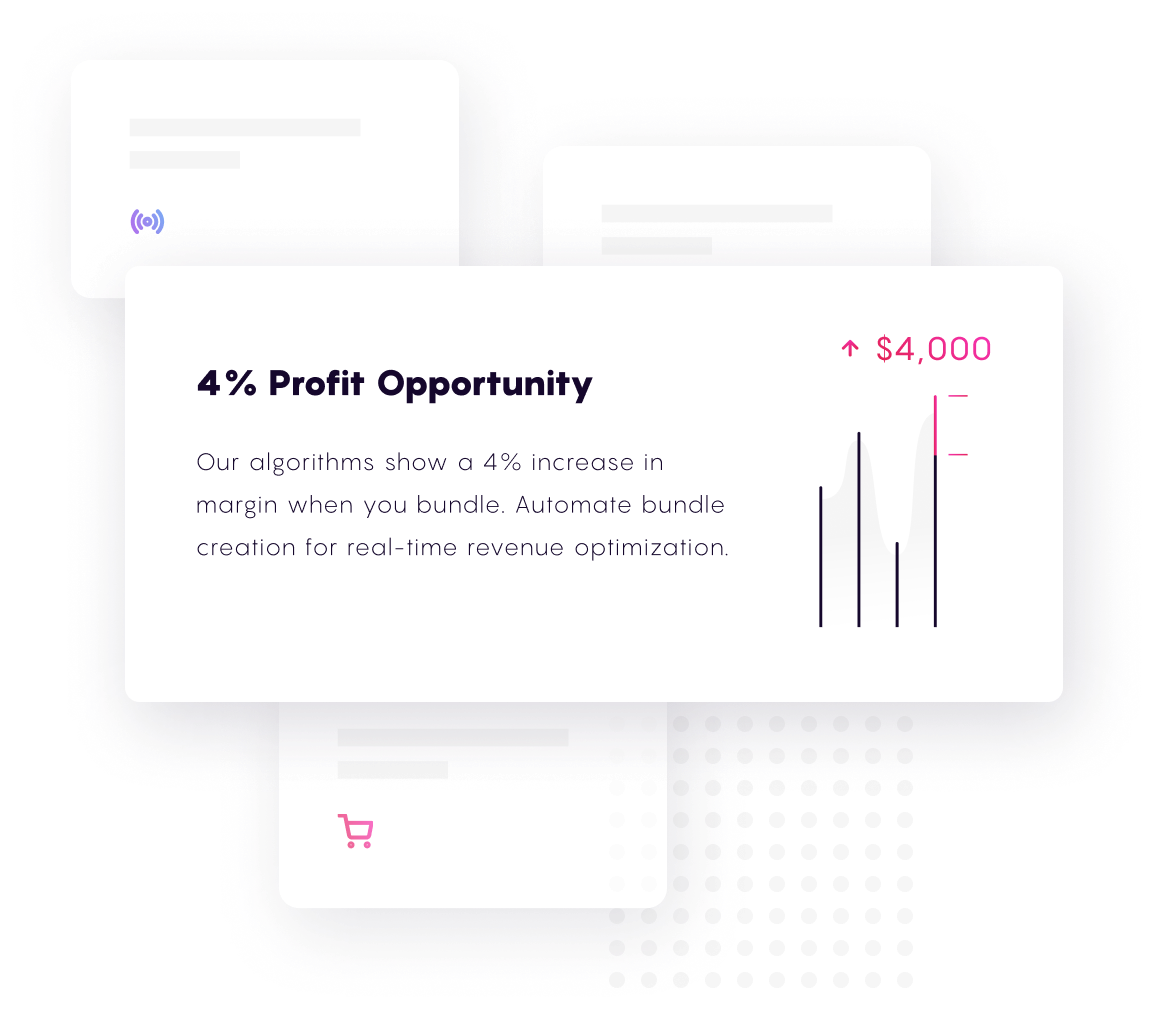 4% Profit Opportunity
Our algorithms show a 4% increase in
margin when you bundle. Automate bundle
creation for real-time revenue optimization.
$4,000